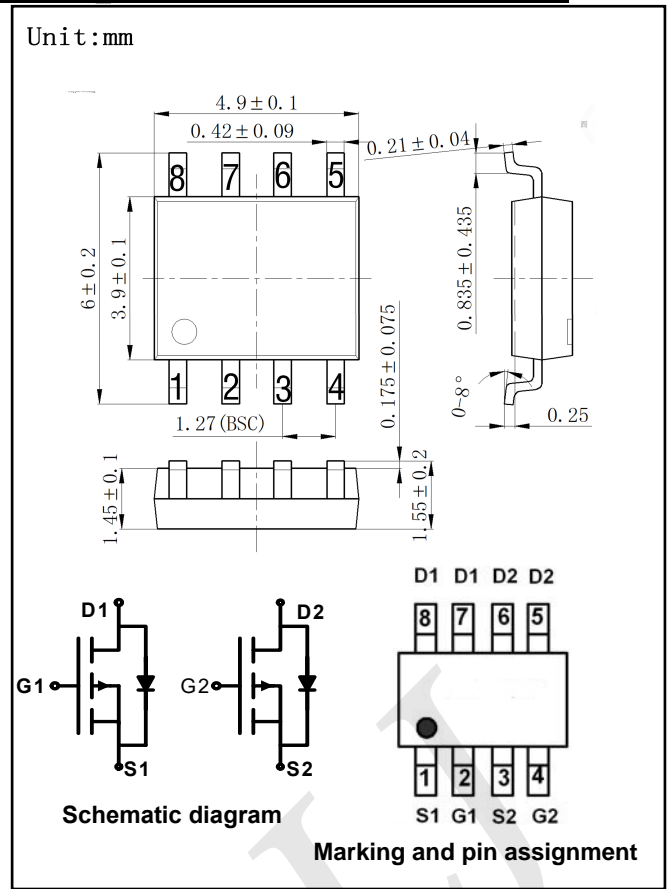 Unit:mm
4.9±0.1
0.42±0.09
0.21±0.04
8 7 6 5
6±0.2
3.9±0.1
0.835±0.435
1 2 3 4
0.175±0.075
1.27(BSC)
0-8°
0.25
1.45±0.1
1.55±0.2
D1 D1 D2 D2
8 7 6 5
D1
D2
G1
G2
S1
S2
1 2 3 4
S1 G1 S2 G2
Schematic diagram
Marking and pin assignment